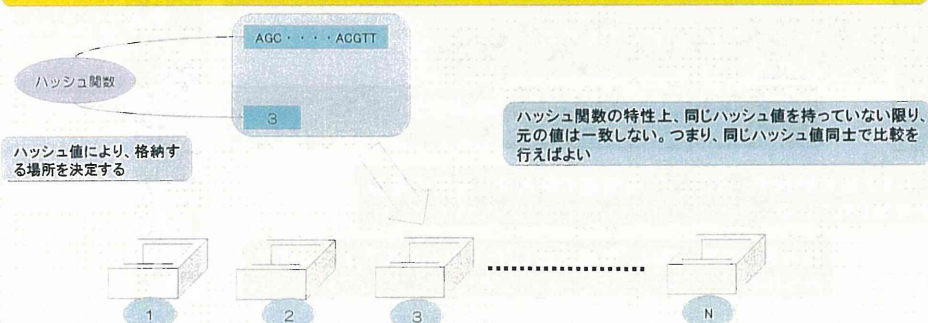 AGC・・・・ACGTT
ハッシュ関数
3
ハッシュ値により、格納す
る場所を決定する
ハッシュ関数の特性上、同じハッシュ値を持っていない限り、
元の値は一致しない。つまり、同じハッシュ値同士で比較を
行えばよい
1
2
3
N